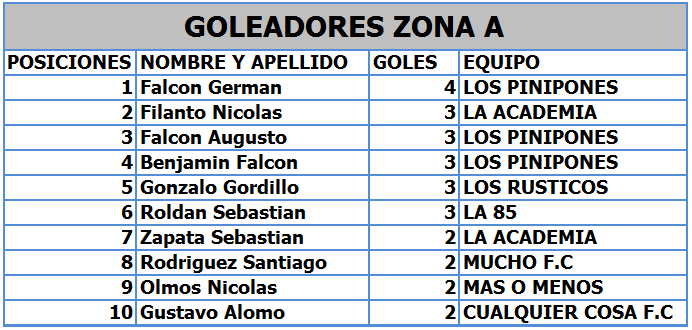 GOLEADORES ZONA A
POSICIONES NOMBRE Y APELLIDO GOLES EQUIPO
1 Falcon German 4 LOS PINIPONES
2 Filanto Nicolas 3 LA ACADEMIA
3 Falcon Augusto 3 LOS PINIPONES
4 Benjamin Falcon 3 LOS PINIPONES
5 Gonzalo Gordillo 3 LOS RUSTICOS
6 Roldan Sebastian 3 LA 85
7 Zapata Sebastian 2 LA ACADEMIA
8 Rodriguez Santiago 2 MUCHO F.C
9 Olmos Nicolas 2 MAS O MENOS
10 Gustavo Alomo 2 CUALQUIER COSA F.C